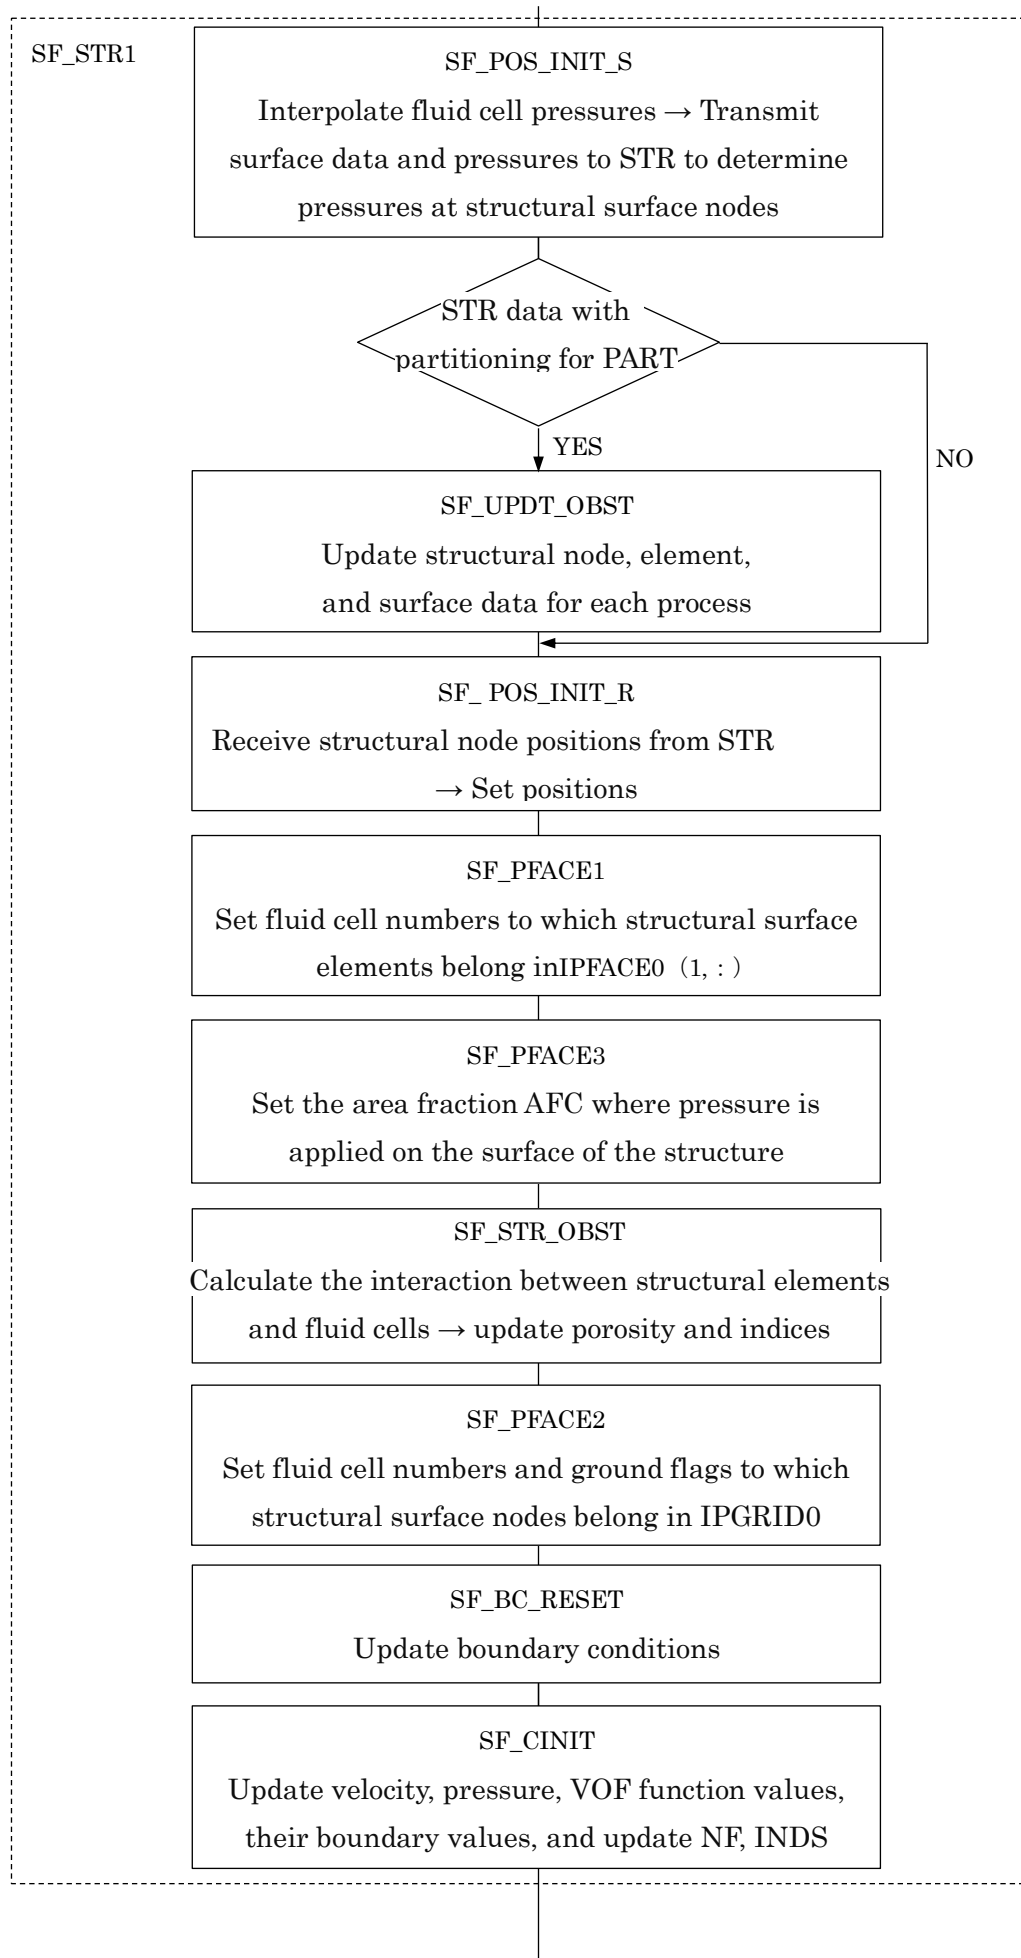 SF_STR1
SF_POS_INIT_S
Interpolate fluid cell pressures → Transmit
surface data and pressures to STR to determine
pressures at structural surface nodes
STR data with
partitioning for PART
YES
NO
SF_UPDT_OBST
Update structural node, element,
and surface data for each process
SF_ POS_INIT_R
Receive structural node positions from STR
→ Set positions
SF_PFACE1
Set fluid cell numbers to which structural surface
elements belong inIPFACE0（1, :）
SF_PFACE3
Set the area fraction AFC where pressure is
applied on the surface of the structure
SF_STR_OBST
Calculate the interaction between structural elements
and fluid cells → update porosity and indices
SF_PFACE2
Set fluid cell numbers and ground flags to which
structural surface nodes belong in IPGRID0
SF_BC_RESET
Update boundary conditions
SF_CINIT
Update velocity, pressure, VOF function values,
their boundary values, and update NF, INDS